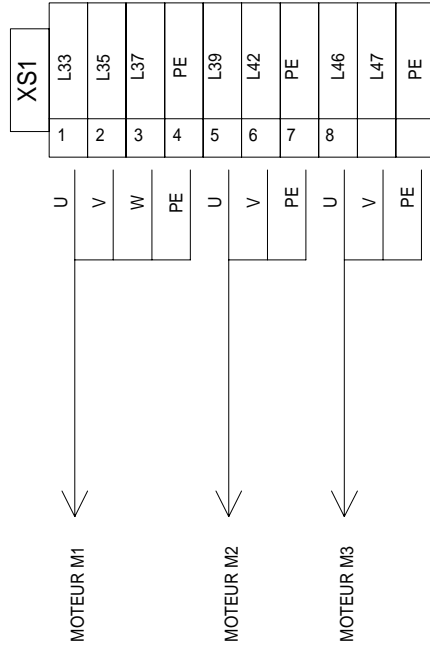 XS1
L33
L35
L37
PE
L39
L42
PE
L46
L47
PE
1
2
3
4
5
6
7
8
U
V
W
PE
U
V
PE
U
V
PE
MOTEUR M1
MOTEUR M2
MOTEUR M3